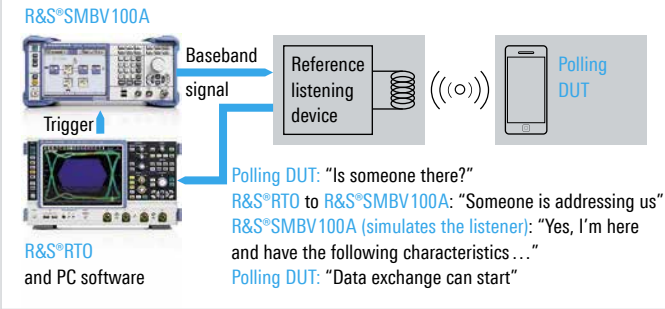 R&S®SMBV100A
Baseband
signal
Reference
listening
device
Polling
DUT
Trigger
Polling DUT: “Is someone there?”
R&S®RTO to R&S®SMBV100A: “Someone is addressing us”
R&S®SMBV100A (simulates the listener): “Yes, I’m here
and have the following characteristics…”
Polling DUT: “Data exchange can start”
R&S®RTO
and PC software